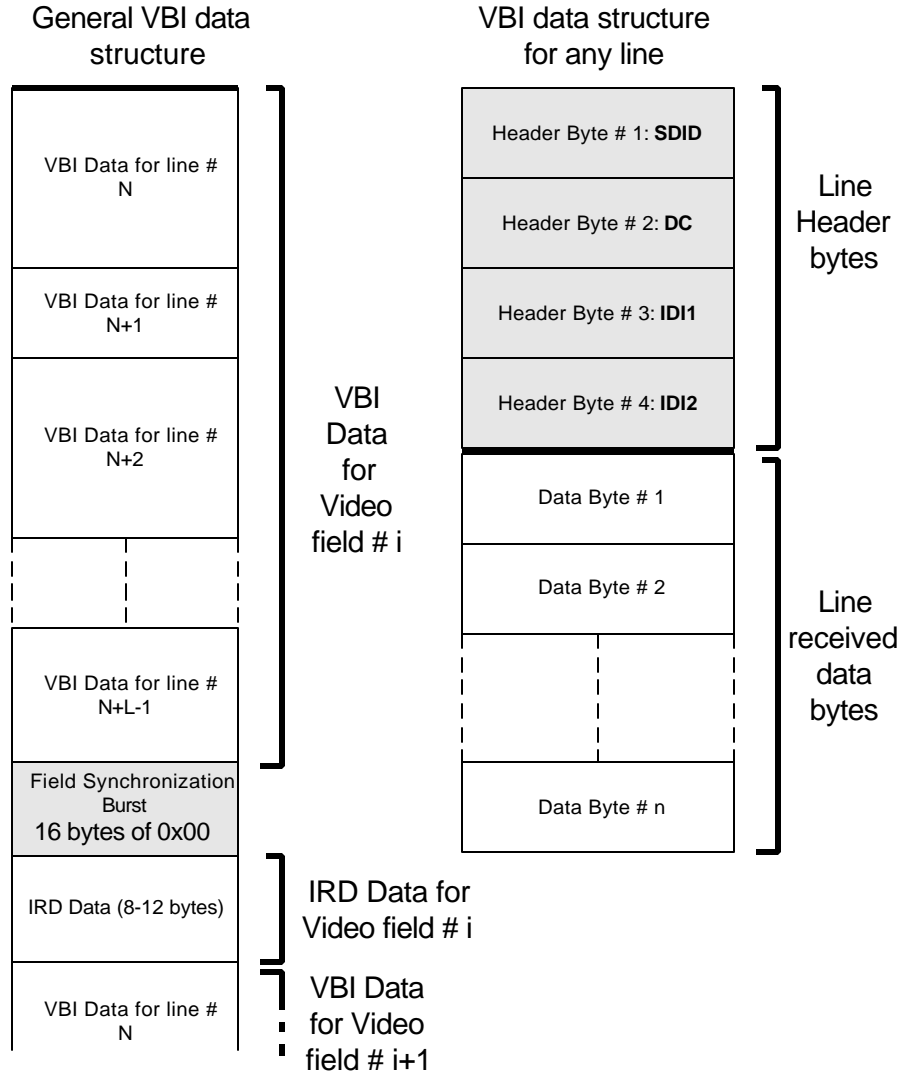 General VBI data
structure
VBI Data for line #
N
VBI Data for line #
N+1
VBI Data for line #
N+2
VBI Data for line #
N+L-1
Field Synchronization
Burst
16 bytes of 0x00
IRD Data (8-12 bytes)
VBI Data for line #
N
VBI
Data
for
Video
field # i
IRD Data for
Video field # i
VBI Data
for Video
field # i+1
VBI data structure
for any line
Header Byte # 1: SDID
Header Byte # 2: DC
Header Byte # 3: IDI1
Header Byte # 4: IDI2
Data Byte # 1
Data Byte # 2
Data Byte # n
Line
Header
bytes
Line
received
data
bytes